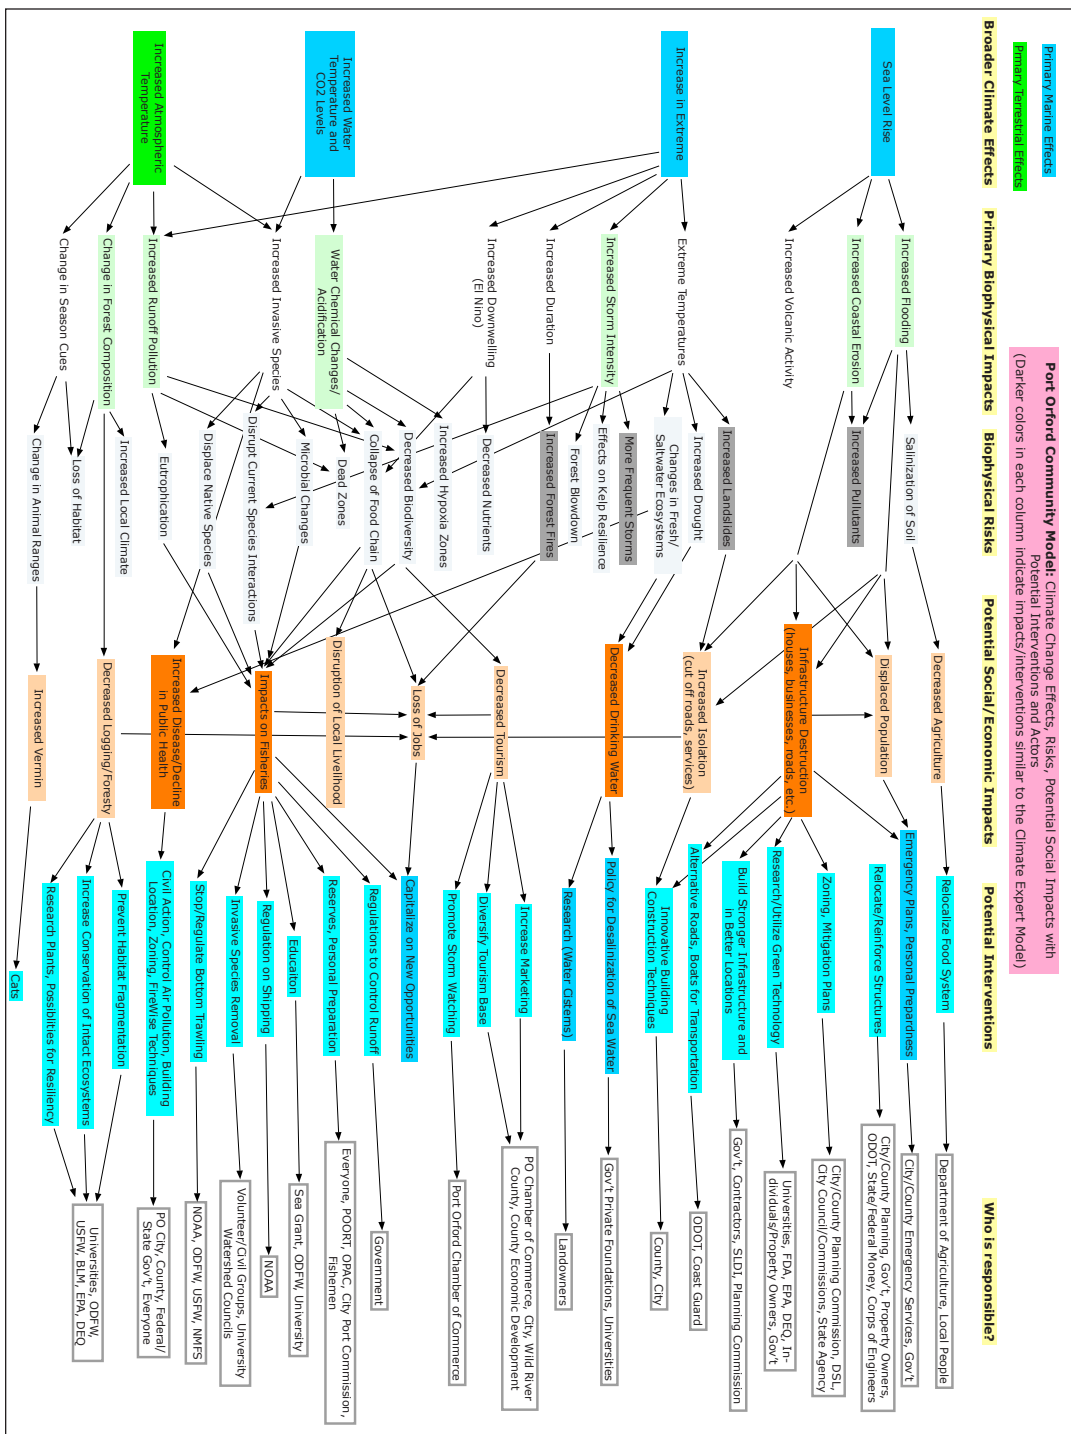 Port Orford Community Model: Climate Change Effects, Risks, Potential Social Impacts with
Potential Interventions and Actors
(Darker colors in each column indicate impacts/interventions similar to the Climate Expert Model)
Primary Marine Effects
Prmary Terrestrial Effects
Broader Climate Effects
Primary Biophysical Impacts
Biophysical Risks
Potential Social/Economic Impacts
Potential Interventions
Who is responsible?
Sea Level Rise
Increase in Extreme
Increased Water
Temperature and
CO2 Levels
Increased Atmospheric
Temperature
Increased Flooding
Increased Coastal Erosion
Increased Volcanic Activity
Extreme Temperatures
Increased Storm Intensity
Increased Duration
Increased Downwelling
(El Nino)
Water Chemical Changes/
Acidification
Increased Invasive Species
Increased Runoff Pollution
Change in Forest Composition
Change in Season Cues
Salinization of Soil
Increased Pullutants
Increased Landslides
Increased Drought
Changes in Fresh/
Saltwater Ecosystems
More Frequent Storms
Effects on Kelp Resilience
Forest Blowdown
Increased Forest Fires
Decreased Nutrients
Increased Hypoxia Zones
Decreased Biodiversity
Collapse of Food Chain
Dead Zones
Microbial Changes
Disrupt Current Species Interactions
Displace Native Species
Eutrophication
Increased Local Climate
Loss of Habitat
Change in Animal Ranges
Decreased Agriculture
Displaced Population
Infrastructure Destruction
(houses, businesses, roads, etc.)
Increased Isolation
(cut off roads, services)
Decreased Drinking Water
Decreased Tourism
Loss of Jobs
Disruption of Local Livelihood
Impacts on Fisheries
Increased Disease/Decline
in Public Health
Decreased Logging/Foresty
Increased Vermin
Relocalize Food System
Emergency Plans, Personal Prepardness
Relocate/Reinforce Structures
Zoning, Mitigation Plans
Research/Utilize Green Technology
Build Stronger Infrastructure and
in Better Locations
Alternative Roads, Boats for Transportation
Innovative Building
Construction Techniques
Policy for Desalinization of Sea Water
Research (Water Cisterns)
Increase Marketing
Diversify Tourism Base
Promote Storm Watching
Capitalize on New Opportunities
Regulations to Control Runoff
Reserves, Personal Preparation
Educaiton
Regulation on Shipping
Invasive Species Removal
Stop/Regulate Bottom Trawling
Civil Action, Control Air Pollution, Building
Location, Zoning, FireWise Techniques
Prevent Habitat Fragmentation
Increase Conservation of Intact Ecosystems
Research Plants, Possiblities for Resiliency
Cats
Department of Agriculture, Local People
City/County Emergency Services, Gov't
City/County Planning, Gov't, Property Owners,
ODOT, State/Federal Money, Corps of Engineers
City/County Planning Commission, DSL,
City Council/Commissions, State Agency
Universities, FDA, EPA, DEQ, In-
dividuals/Property Owners, Gov't
Gov't, Contractors, SLDI, Planning Commission
ODOT, Coast Guard
County, City
Gov't Private Foundations, Universities
Landowners
PO Chamber of Commerce, City, Wild River
County, County Economic Development
Port Orford Chamber of Commerce
Government
Everyone, POORT, OPAC, City Port Commission,
Fishemen
Sea Grant, ODFW, University
NOAA
Volunteer/Civil Groups, University
Watershed Councils
NOAA, ODFW, USFW, NMFS
PO City, County, Federal/
State Gov't, Everyone
Universities, ODFW,
USFW, BLM, EPA, DEQ